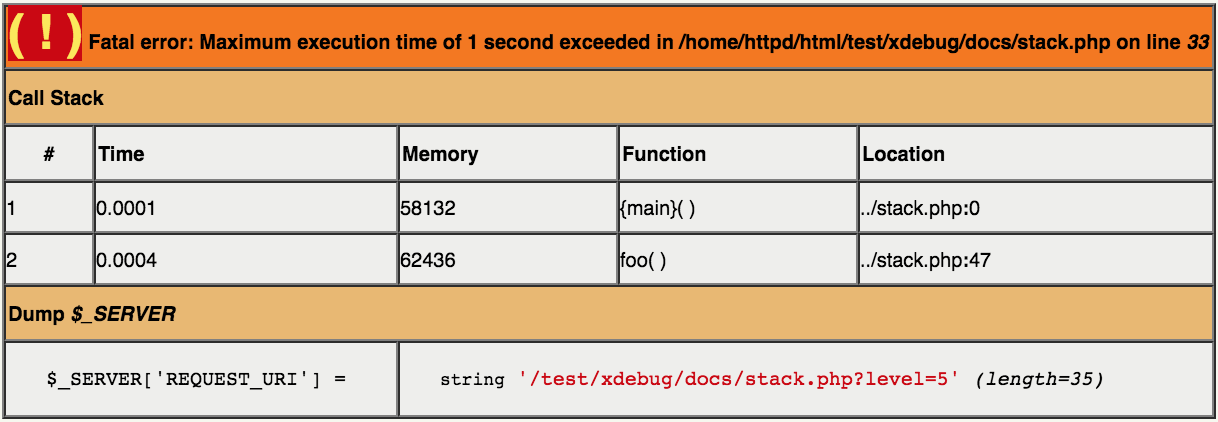 ( ! ) Fatal error: Maximum execution time of 1 second exceeded in /home/httpd/html/test/xdebug/docs/stack.php on line 33
Call Stack
# Time Memory Function Location
1 0.0001 58132 {main}( ) ../stack.php:0
2 0.0004 62436 foo( ) ../stack.php:47
Dump $_SERVER
$_SERVER['REQUEST_URI'] = string '/test/xdebug/docs/stack.php?level=5' (length=35)